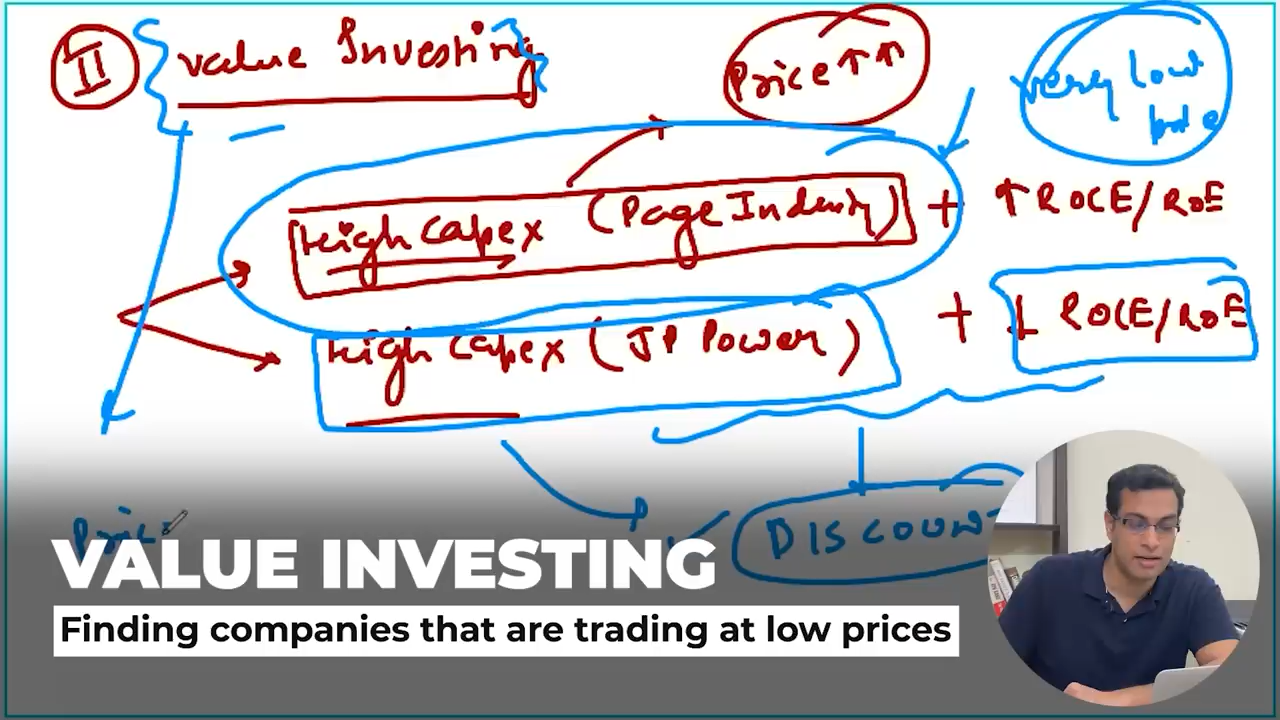 II value Investing
Price ↑↑
very low
High Capex (Page Industry) + ↑ ROCE/ROE
High Capex (JP Power) + ↓ ROCE/ROE
DISCOUNT
Price
VALUE INVESTING
Finding companies that are trading at low prices